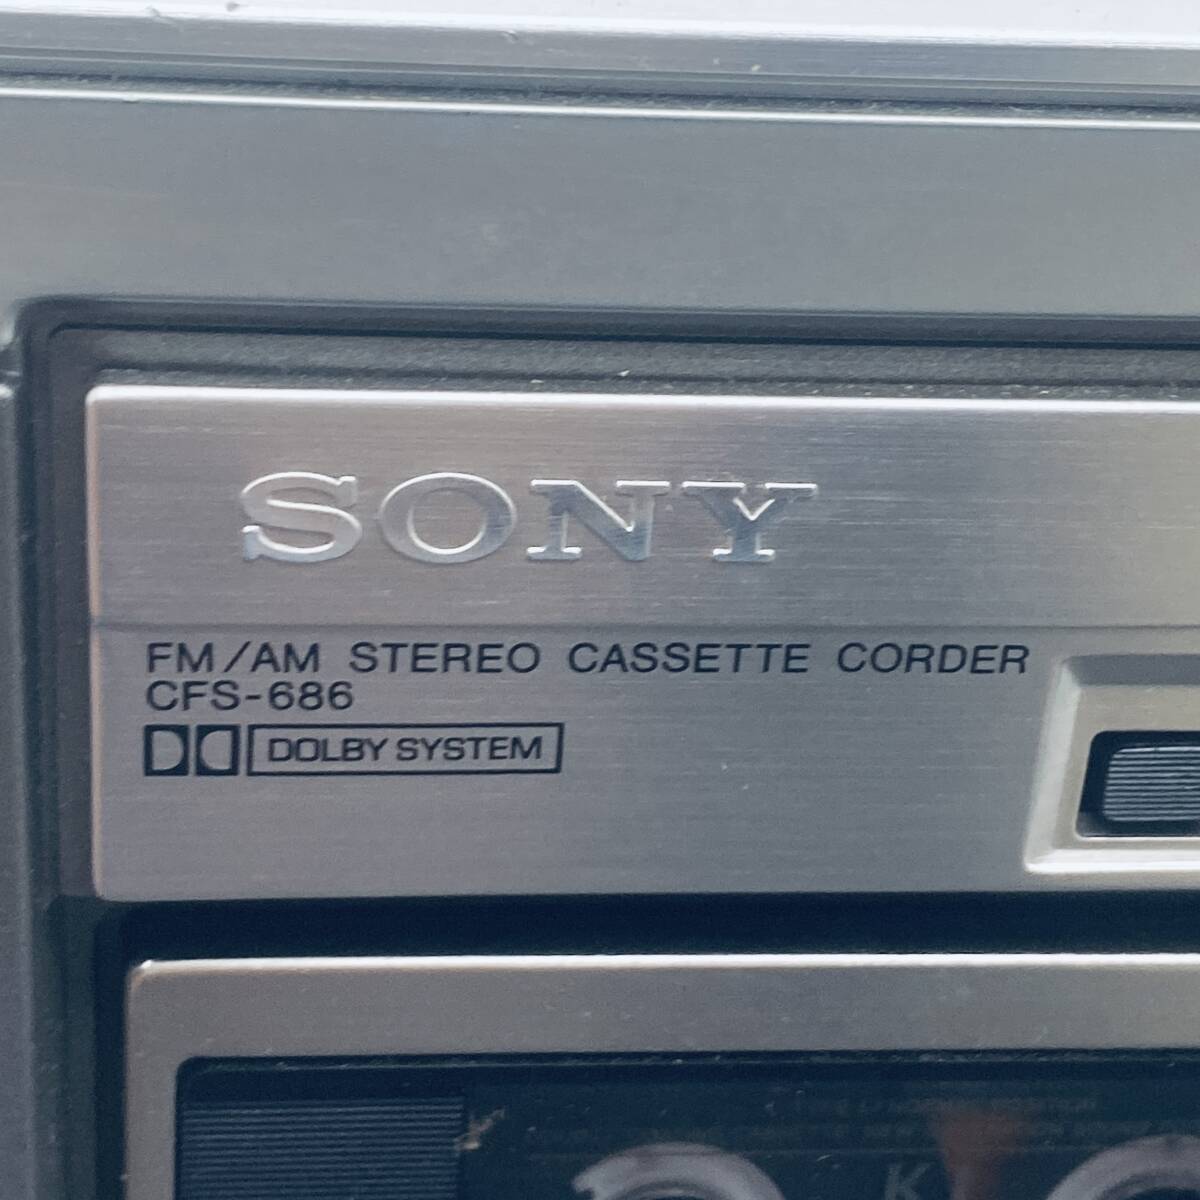 SONY
FM/AM STEREO CASSETTE CORDER
CFS-686
DOLBY SYSTEM
K